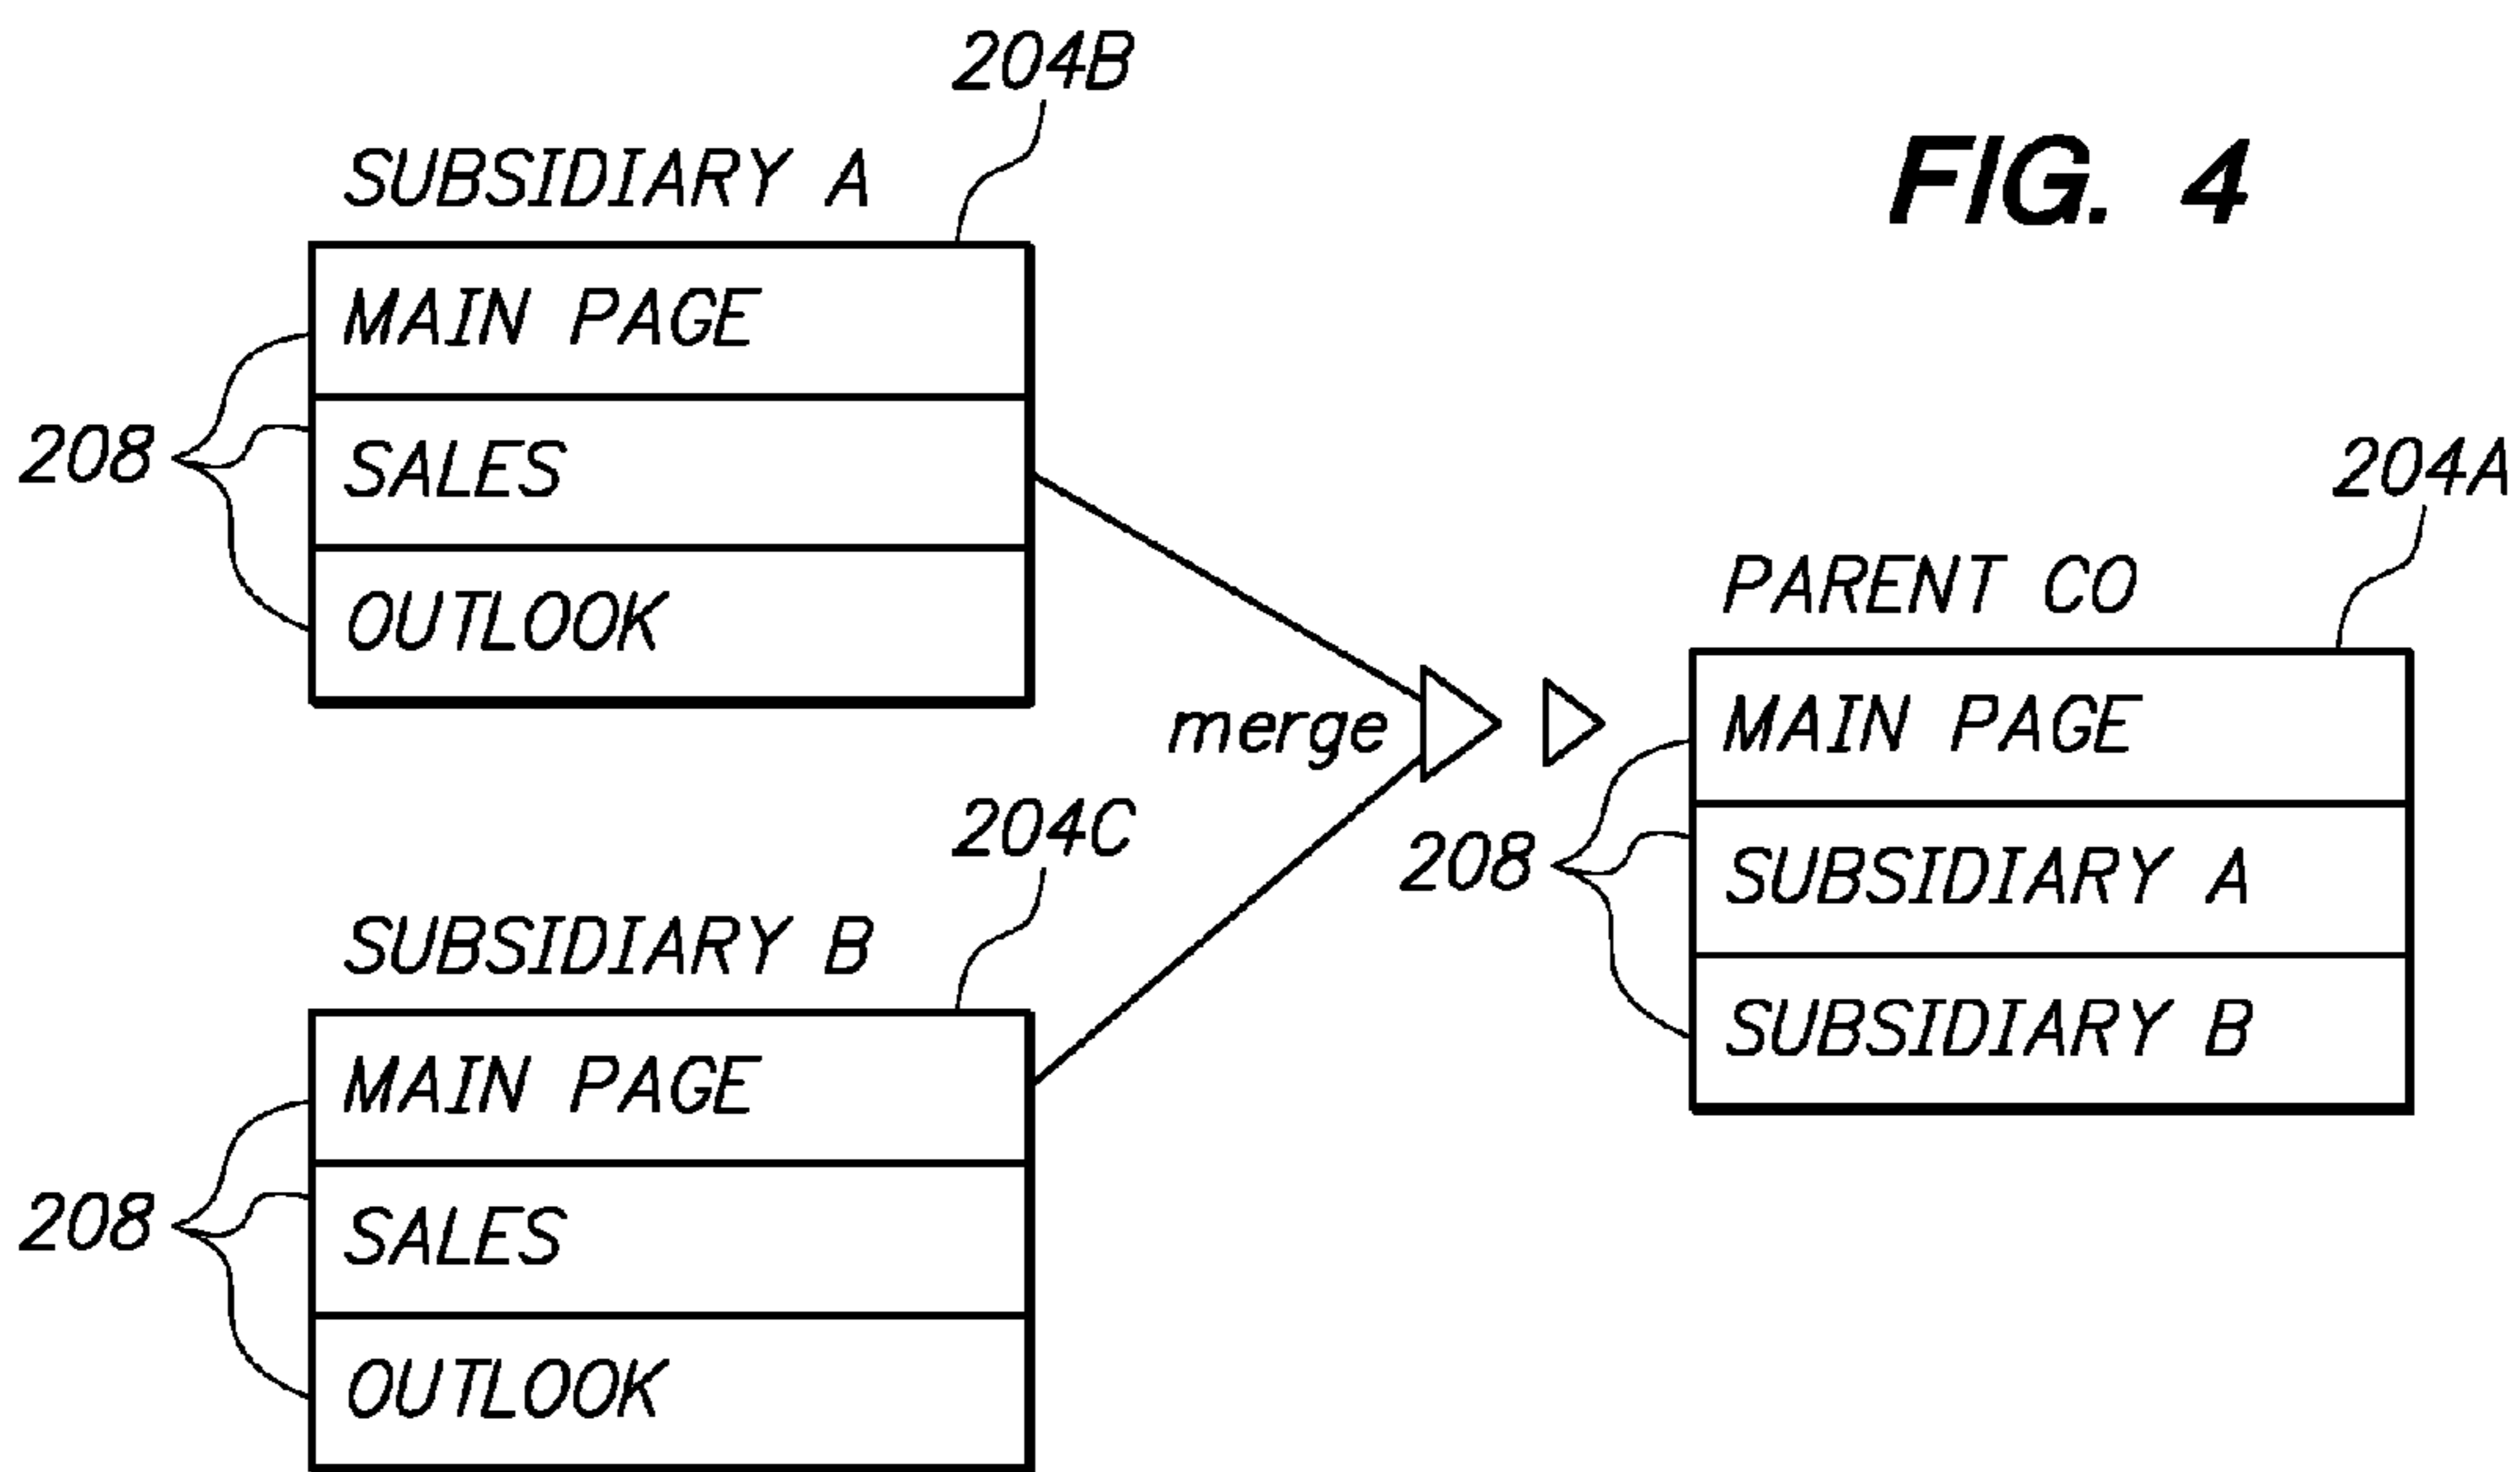 204B
FIG. 4
SUBSIDIARY A
MAIN PAGE
208
SALES
OUTLOOK
204A
PARENT CO
merge
MAIN PAGE
208
SUBSIDIARY A
SUBSIDIARY B
204C
SUBSIDIARY B
MAIN PAGE
208
SALES
OUTLOOK